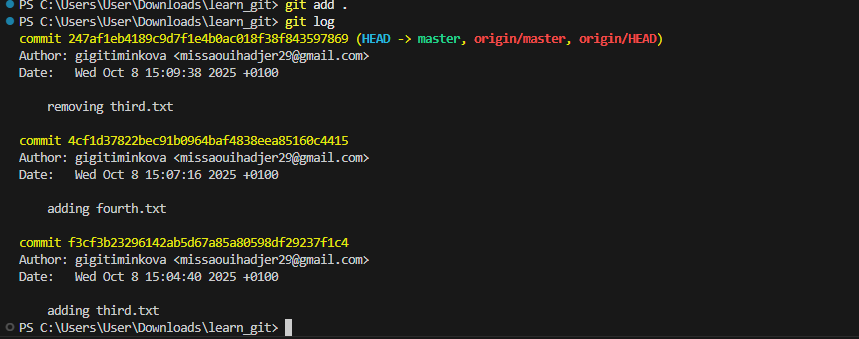 PS C:\Users\User\Downloads\learn_git> git add .
PS C:\Users\User\Downloads\learn_git> git log
commit 247af1eb4189c9d7f1e4b0ac018f38f843597869 (HEAD -> master, origin/master, origin/HEAD)
Author: gigitiminkova <missaouihadjer29@gmail.com>
Date:   Wed Oct 8 15:09:38 2025 +0100

    removing third.txt

commit 4cf1d37822bec91b0964baf4838eea85160c4415
Author: gigitiminkova <missaouihadjer29@gmail.com>
Date:   Wed Oct 8 15:07:16 2025 +0100

    adding fourth.txt

commit f3cf3b23296142ab5d67a85a80598df29237f1c4
Author: gigitiminkova <missaouihadjer29@gmail.com>
Date:   Wed Oct 8 15:04:40 2025 +0100

    adding third.txt
PS C:\Users\User\Downloads\learn_git>